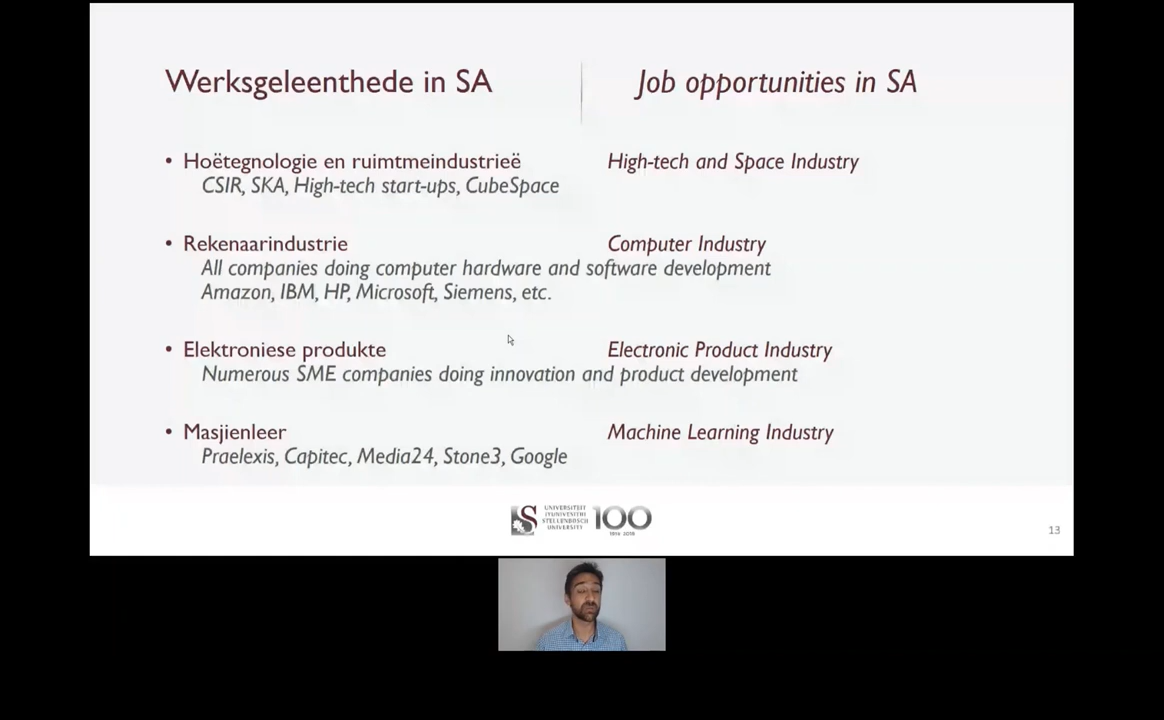 Werksgeleenthede in SA
Job opportunities in SA
• Hoëtegnologie en ruimtmeindustrieë
High-tech and Space Industry
CSIR, SKA, High-tech start-ups, CubeSpace
• Rekenaarindustrie
Computer Industry
All companies doing computer hardware and software development
Amazon, IBM, HP, Microsoft, Siemens, etc.
• Elektroniese produkte
Electronic Product Industry
Numerous SME companies doing innovation and product development
• Masjienleer
Machine Learning Industry
Praelexis, Capitec, Media24, Stone3, Google
UNIVERSITEIT
IYUNIVESITHI
STELLENBOSCH
UNIVERSITY
100
1918 2018
13